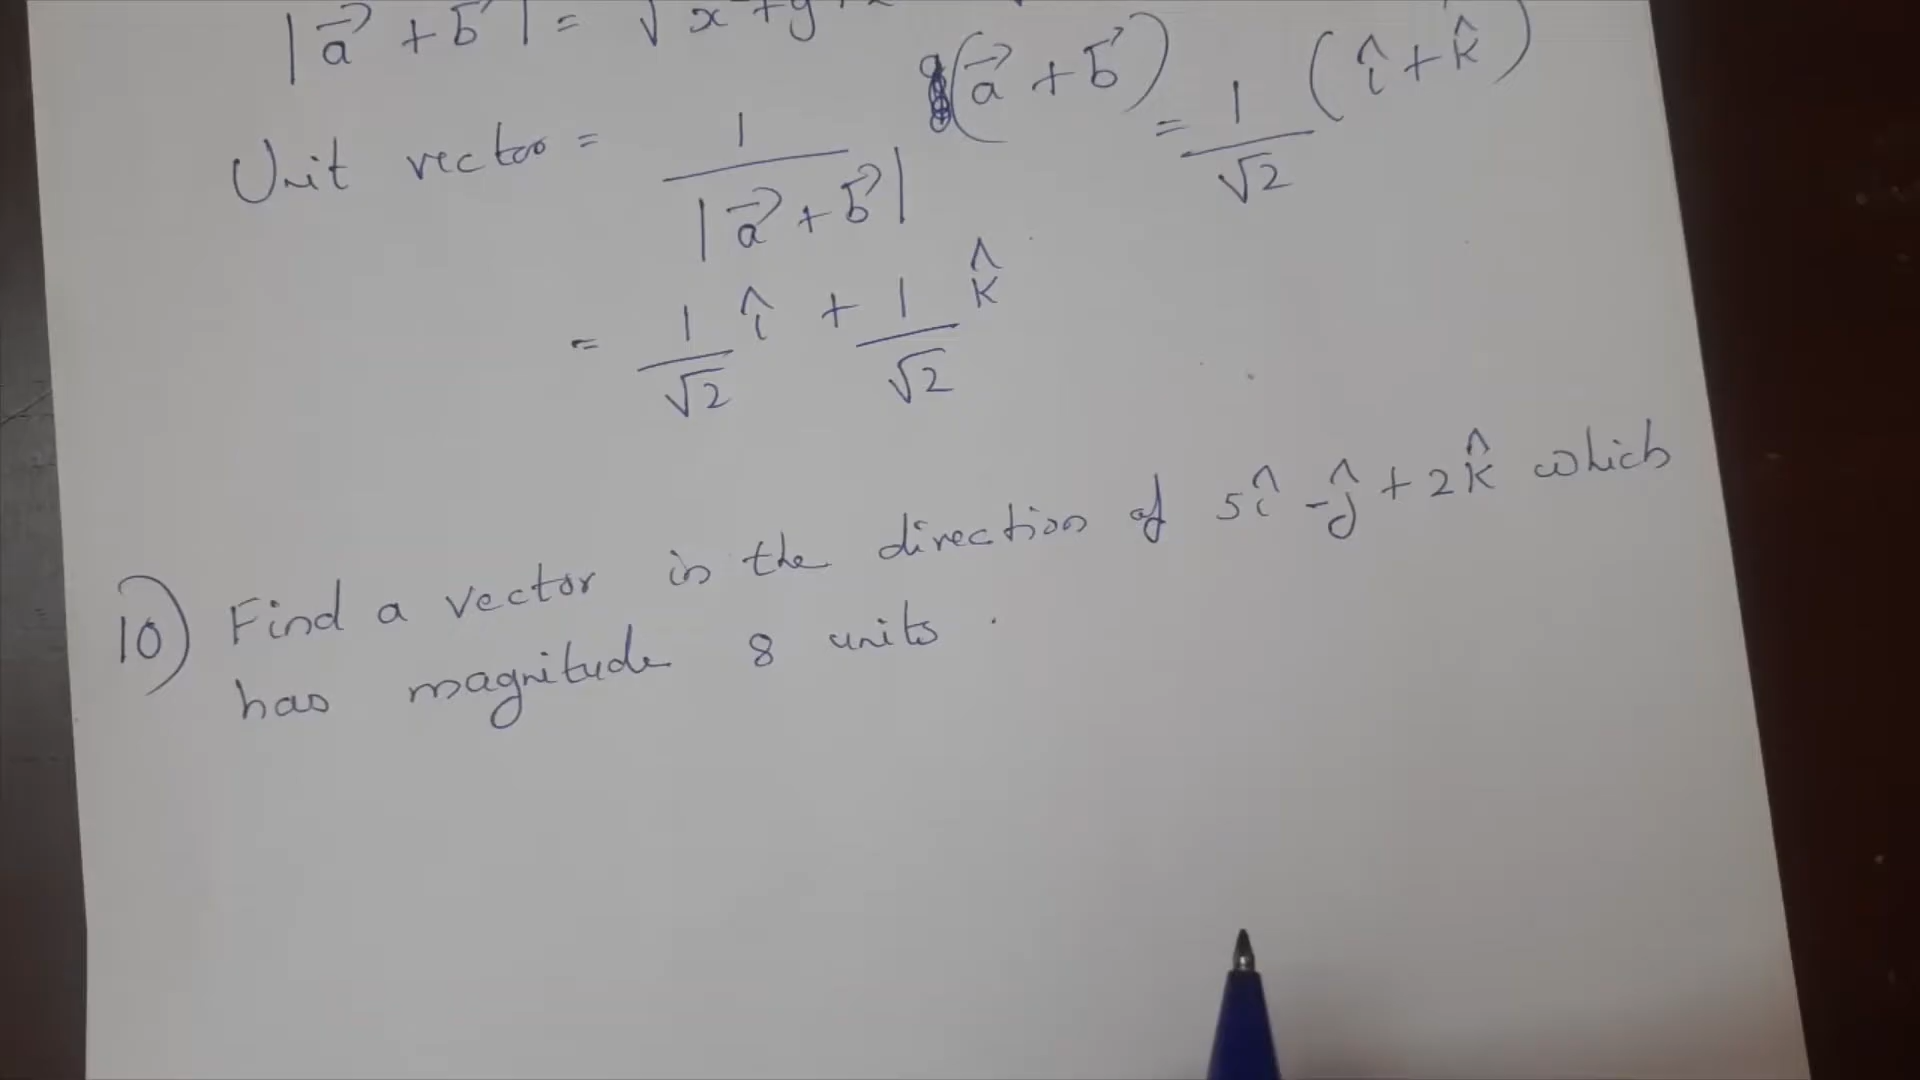 |a⃗ + b⃗| = √x + y
Unit vector = 1/|a⃗ + b⃗| (a⃗ + b⃗) = 1/√2 (î + k̂)
= 1/√2 î + 1/√2 k̂
10) Find a vector in the direction of 5î - ĵ + 2k̂ which
has magnitude 8 units.